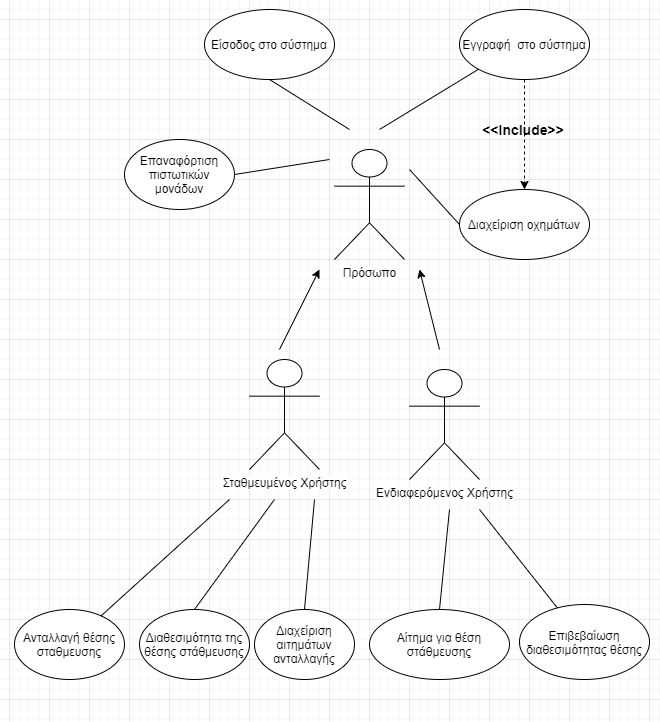 Είσοδος στο σύστημα
Εγγραφή στο σύστημα
<<Include>>
Επαναφόρτιση
πιστωτικών
μονάδων
Διαχείριση οχημάτων
Πρόσωπο
Σταθμευμένος Χρήστης
Ενδιαφερόμενος Χρήστης
Ανταλλαγή θέσης
σταθμευσης
Διαθεσιμότητα της
θέσης στάθμευσης
Διαχείριση
αιτημάτων
ανταλλαγής
Αίτημα για θέση
στάθμευσης
Επιβεβαίωση
διαθεσιμότητας θέσης